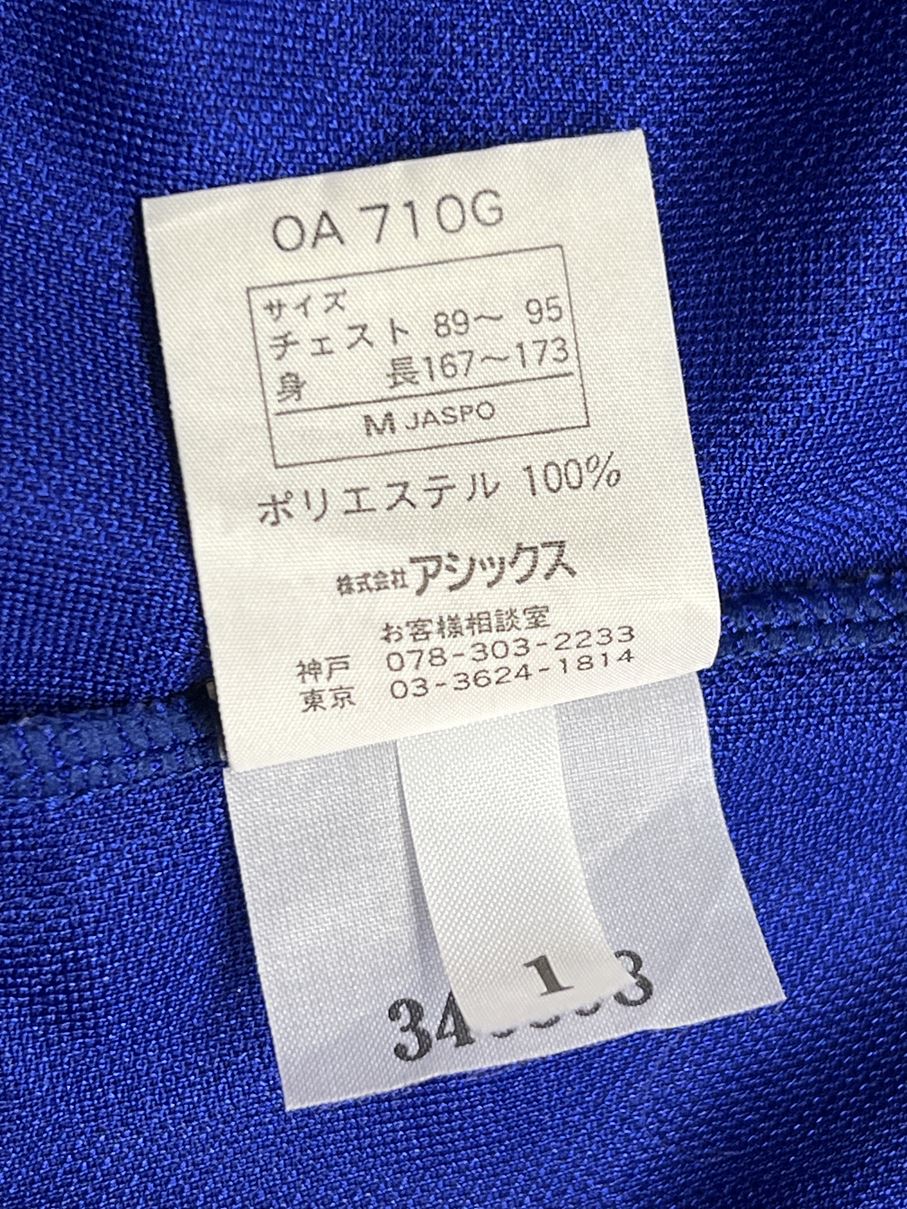 OA 710G
サイズ
チェスト 89〜 95
身 長167〜173
M JASPO
ポリエステル 100%
株式会社アシックス
お客様相談室
神戸 078-303-2233
東京 03-3624-1814
1